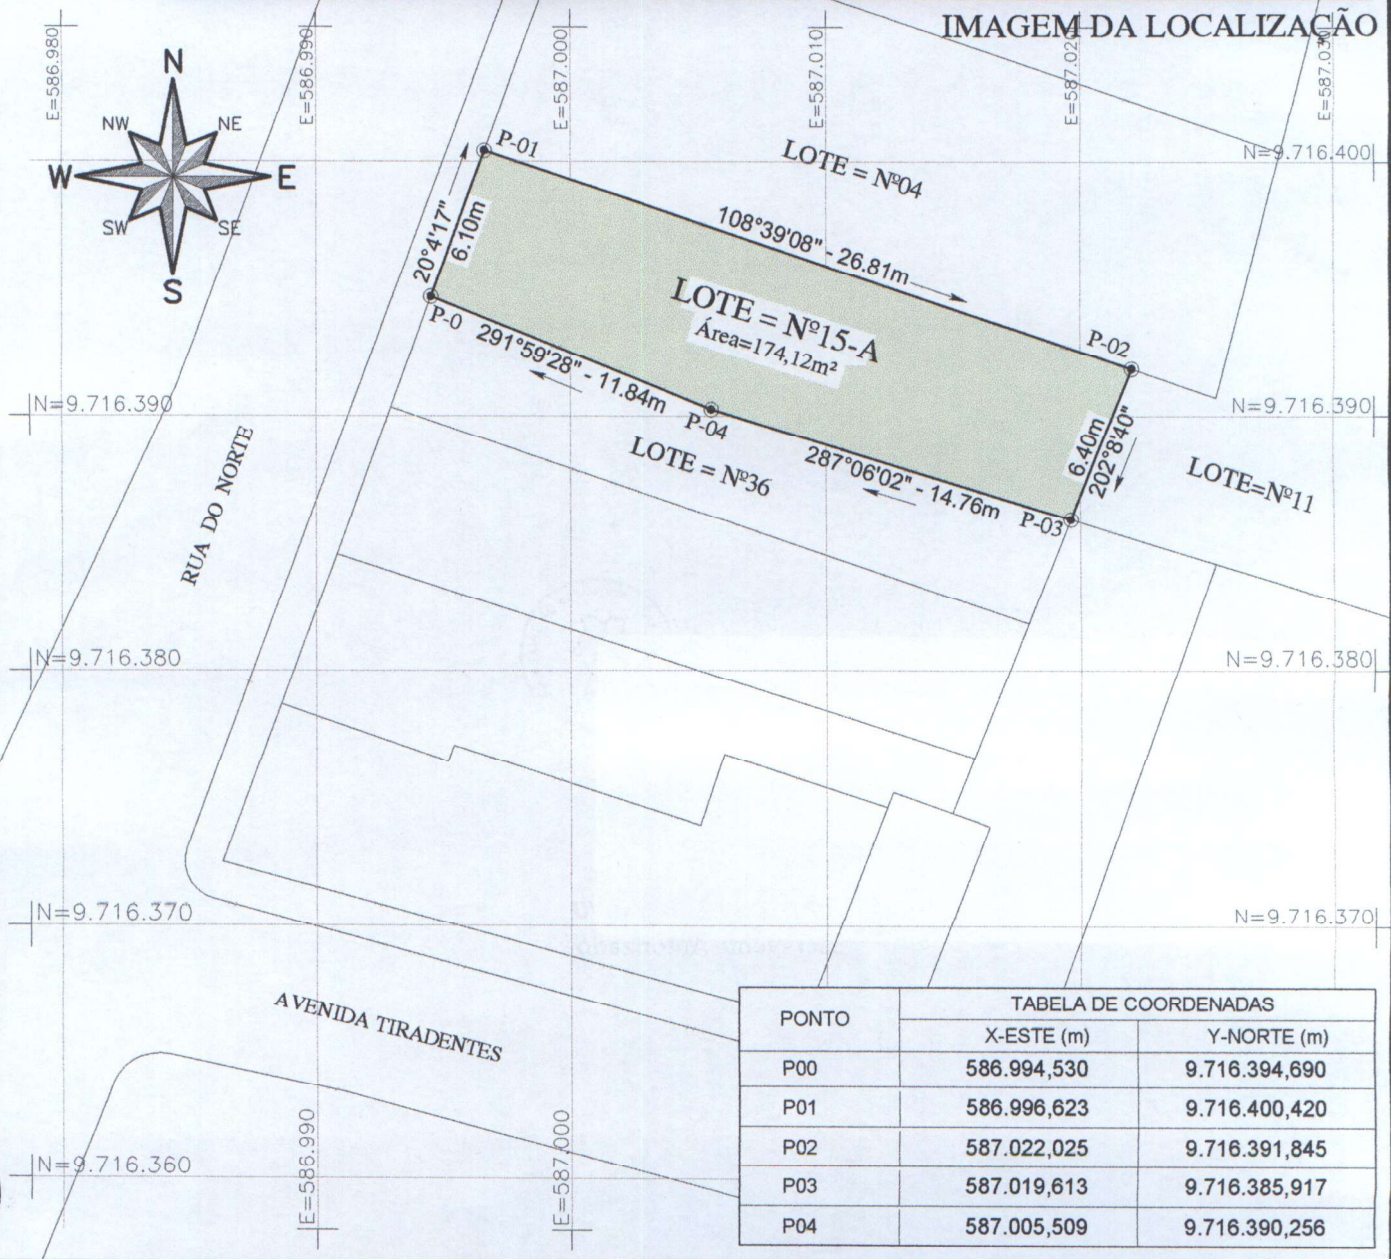 IMAGEM DA LOCALIZAÇÃO
E=586.980
E=586.990
E=587.000
E=587.010
E=587.020
E=587.030
N
NW
NE
W
E
SW
SE
S
P-01
LOTE = Nº04
N=9.716.400
108°39'08" - 26.81m
20°4'17"
6.10m
LOTE = Nº15-A
Área=174,12m²
P-0
P-02
291°59'28" - 11.84m
N=9.716.390
N=9.716.390
P-04
6.40m
202°8'40"
LOTE = Nº36
287°06'02" - 14.76m
LOTE=Nº11
P-03
RUA DO NORTE
N=9.716.380
N=9.716.380
N=9.716.370
N=9.716.370
AVENIDA TIRADENTES
N=9.716.360
E=586.990
E=587.000
PONTO
TABELA DE COORDENADAS
X-ESTE (m) Y-NORTE (m)
P00 586.994,530 9.716.394,690
P01 586.996,623 9.716.400,420
P02 587.022,025 9.716.391,845
P03 587.019,613 9.716.385,917
P04 587.005,509 9.716.390,256